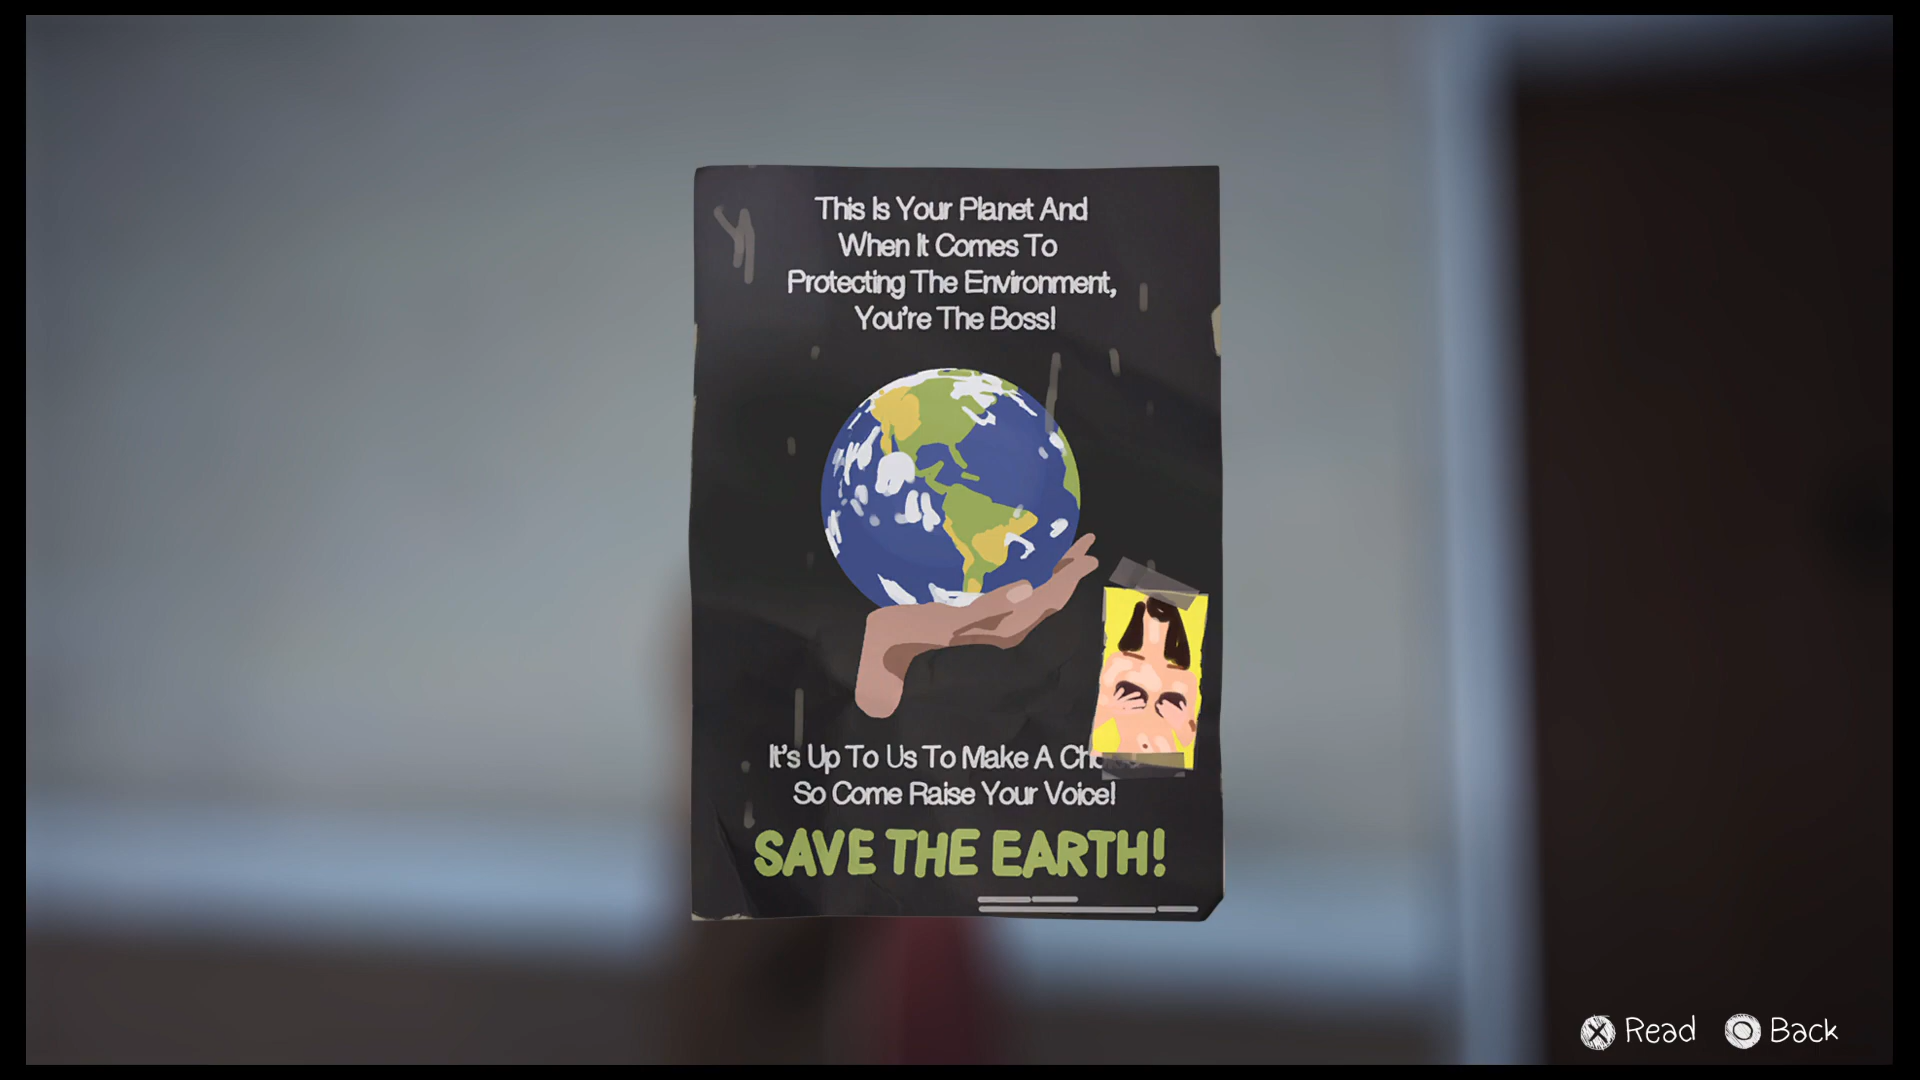 This Is Your Planet And
When It Comes To
Protecting The Environment,
You're The Boss!
It's Up To Us To Make A
So Come Raise Your Voice!
SAVE THE EARTH!
Read
Back